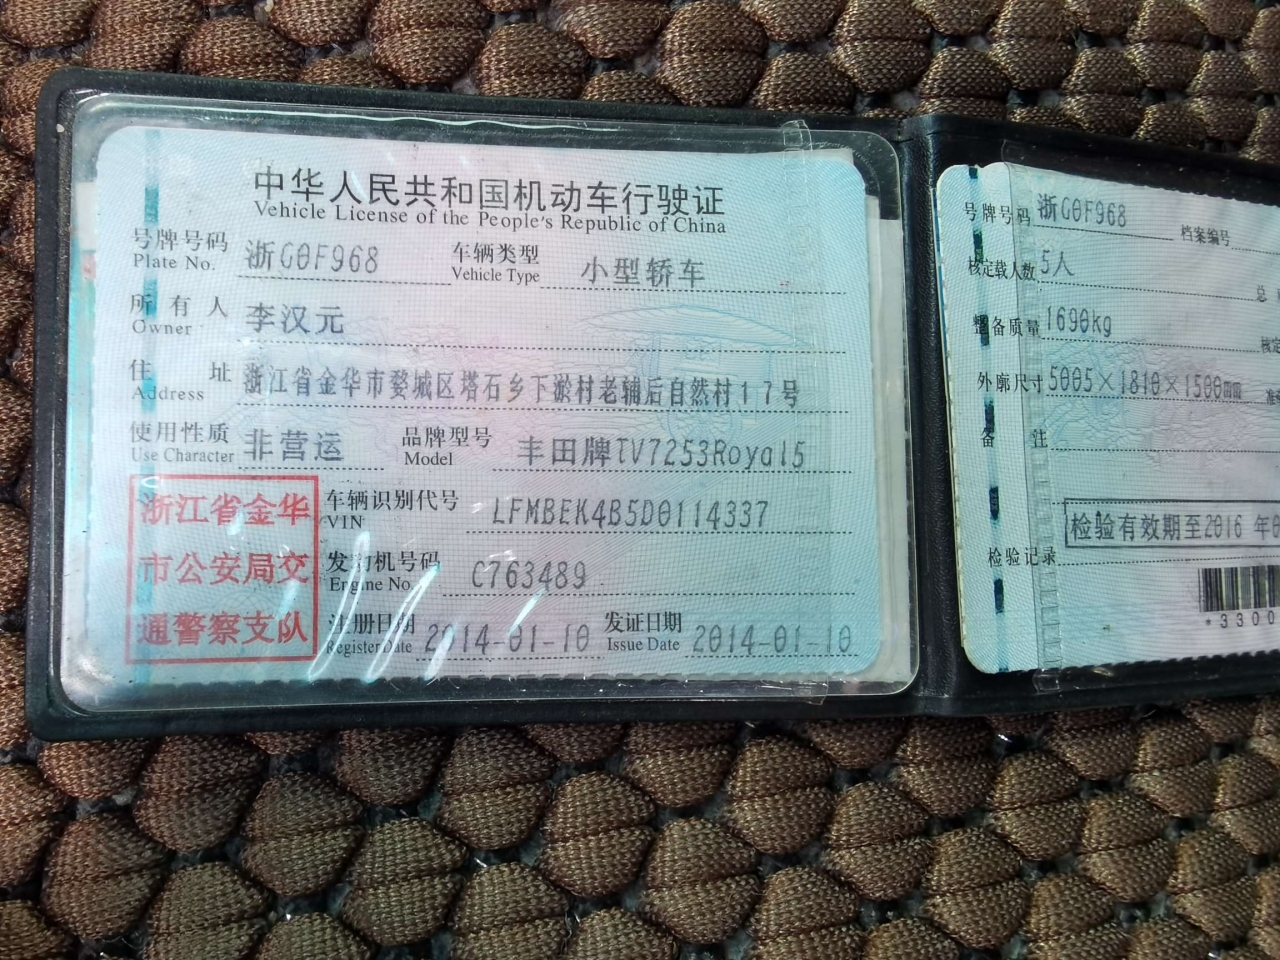 中华人民共和国机动车行驶证
Vehicle License of the People's Republic of China
号牌号码 浙G0F968 车辆类型 小型轿车
Plate No. Vehicle Type
所有人 李汉元
Owner
住址 浙江省金华市婺城区塔石乡下淤村老辅后自然村17号
Address
使用性质 非营运 品牌型号 丰田牌TV7253Royal5
Use Character Model
浙江省金华
市公安局交
通警察支队
车辆识别代号 LFMBEK4B5D0114337
VIN
发动机号码 C763489
Engine No.
注册日期 2014-01-10 发证日期 2014-01-10
Register Date Issue Date
号牌号码 浙G0F968 档案编号
核定载人数 5人 总
整备质量 1690kg 核定
外廓尺寸 5005×1810×1500mm 准
备注
检验有效期至2016 年
检验记录
*3300